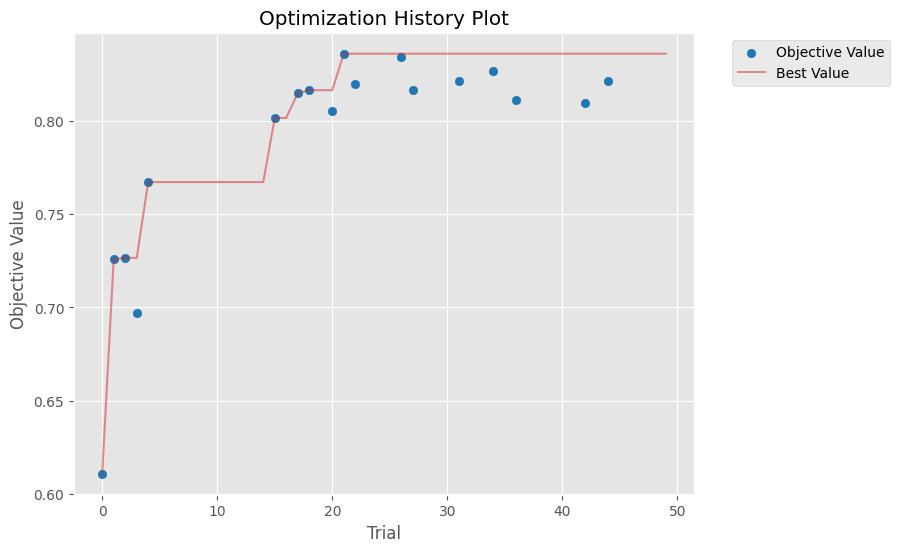 Optimization History Plot
Objective Value
Best Value
Objective Value
0.80
0.75
0.70
0.65
0.60
0 10 20 30 40 50
Trial